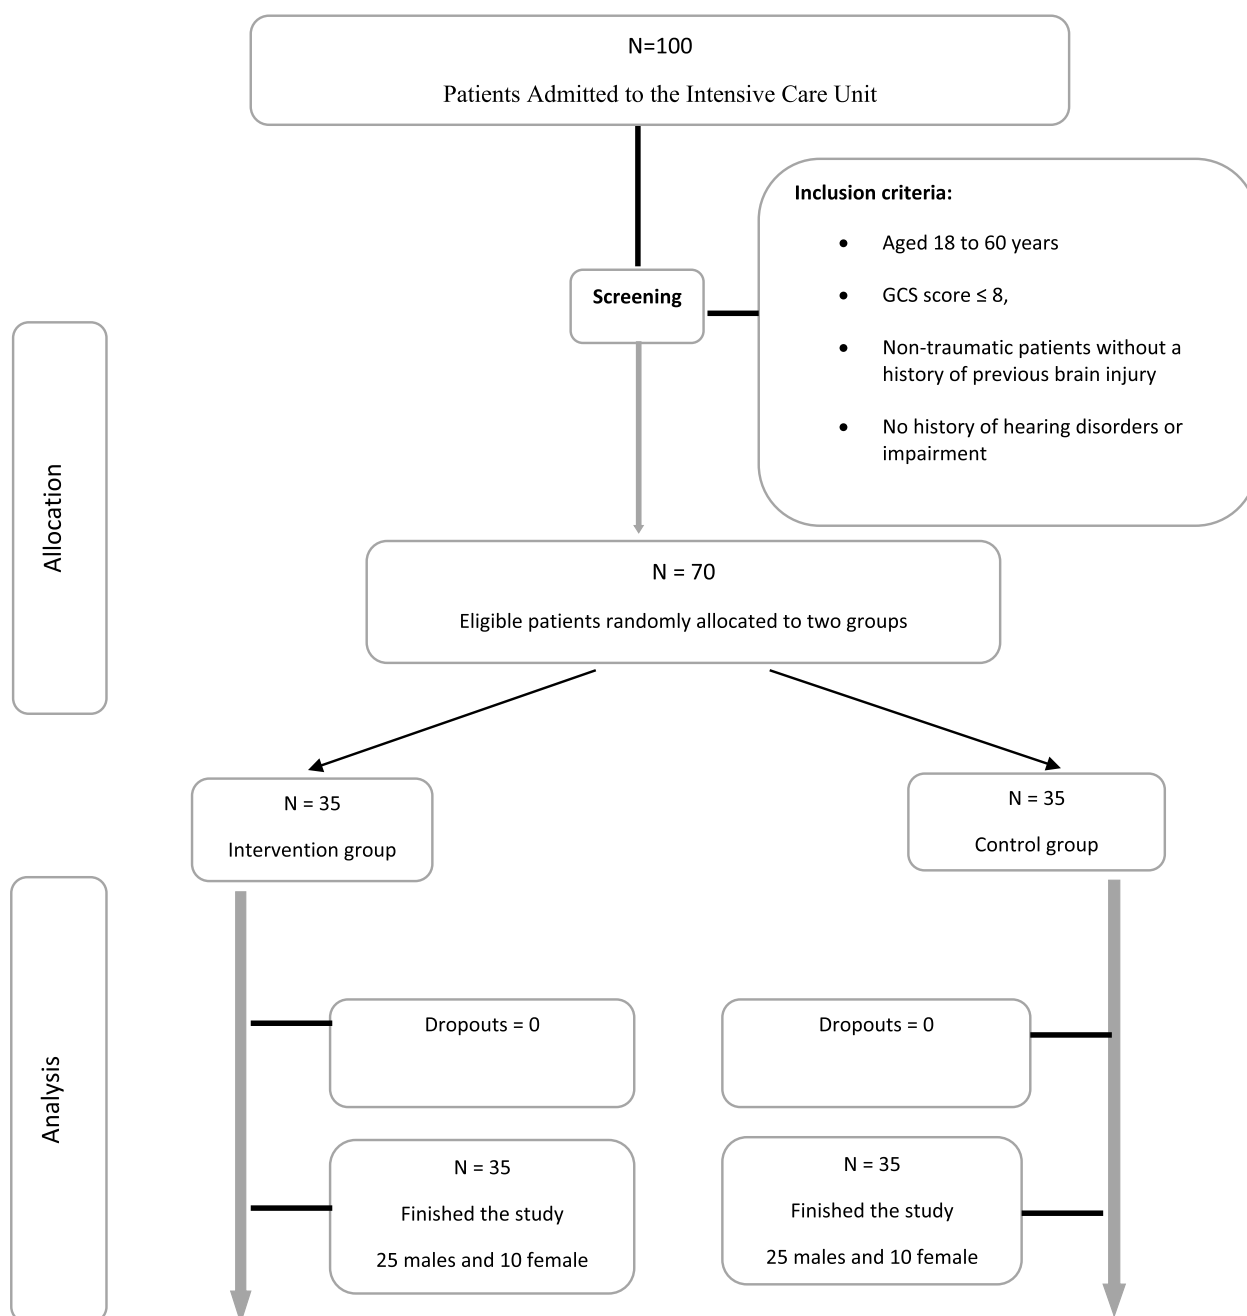 N=100
Patients Admitted to the Intensive Care Unit
Inclusion criteria:
• Aged 18 to 60 years
• GCS score ≤ 8,
• Non-traumatic patients without a
history of previous brain injury
• No history of hearing disorders or
impairment
Screening
Allocation
N = 70
Eligible patients randomly allocated to two groups
N = 35
Intervention group
N = 35
Control group
Analysis
Dropouts = 0
Dropouts = 0
N = 35
Finished the study
25 males and 10 female
N = 35
Finished the study
25 males and 10 female